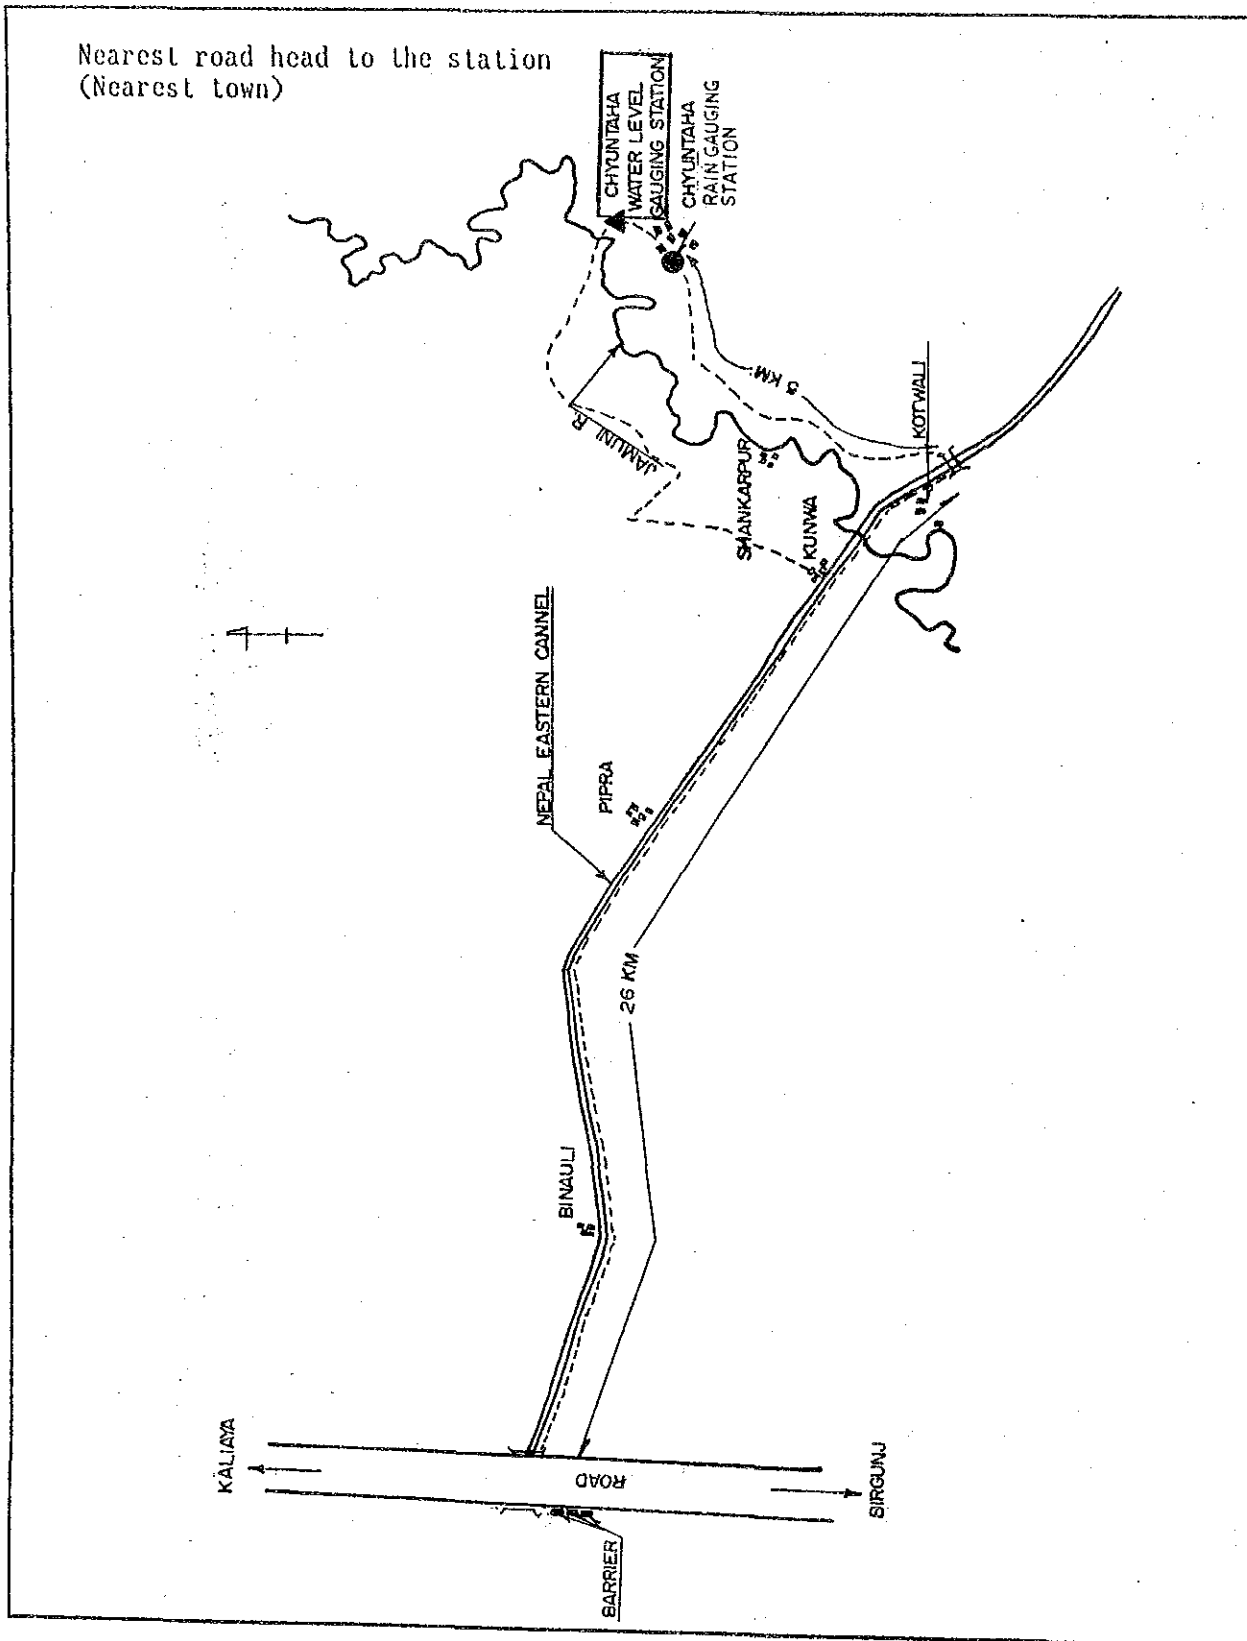 Nearest road head to the station
(Nearest town)
CHYUNTAHA
WATER LEVEL
GAUGING STATION
CHYUNTAHA
RAIN GAUGING
STATION
JAMUNI R.
5 KM
KOTWALI
SHANKARPUR
KUNWA
NEPAL EASTERN CANNEL
PIPRA
26 KM
BINAULI
KALIAYA
ROAD
BIRGUNJ
BARRIER